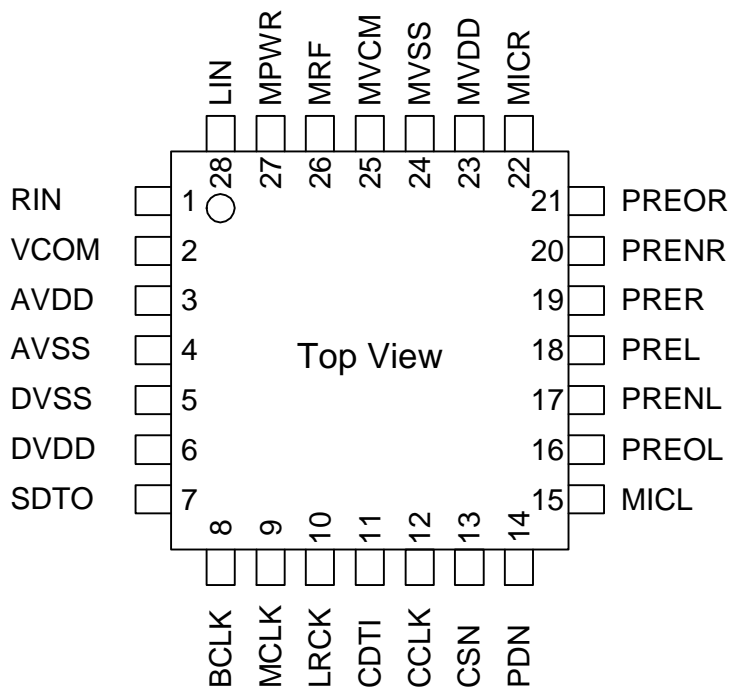 LIN
MPWR
MRF
MVCM
MVSS
MVDD
MICR
28
27
26
25
24
23
22
RIN 1
VCOM 2
AVDD 3
AVSS 4
DVSS 5
DVDD 6
SDTO 7
Top View
21 PREOR
20 PRENR
19 PRER
18 PREL
17 PRENL
16 PREOL
15 MICL
8
9
10
11
12
13
14
BCLK
MCLK
LRCK
CDTI
CCLK
CSN
PDN